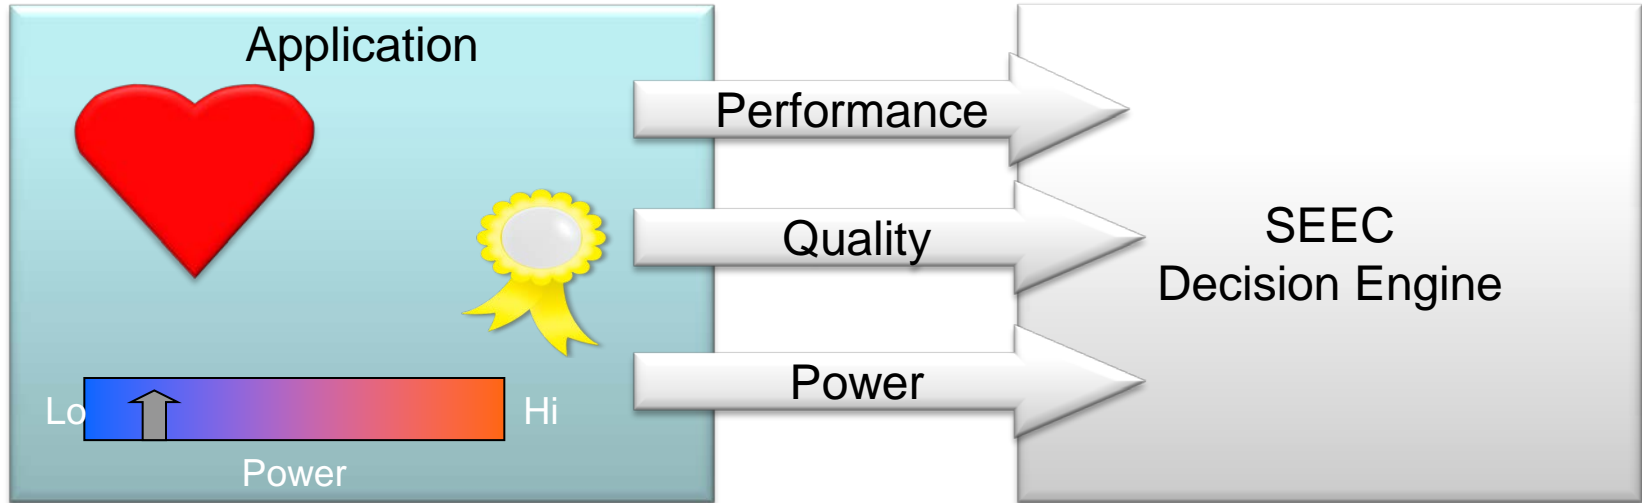 Application
Performance
Quality
SEEC
Decision Engine
Power
Lo
Hi
Power